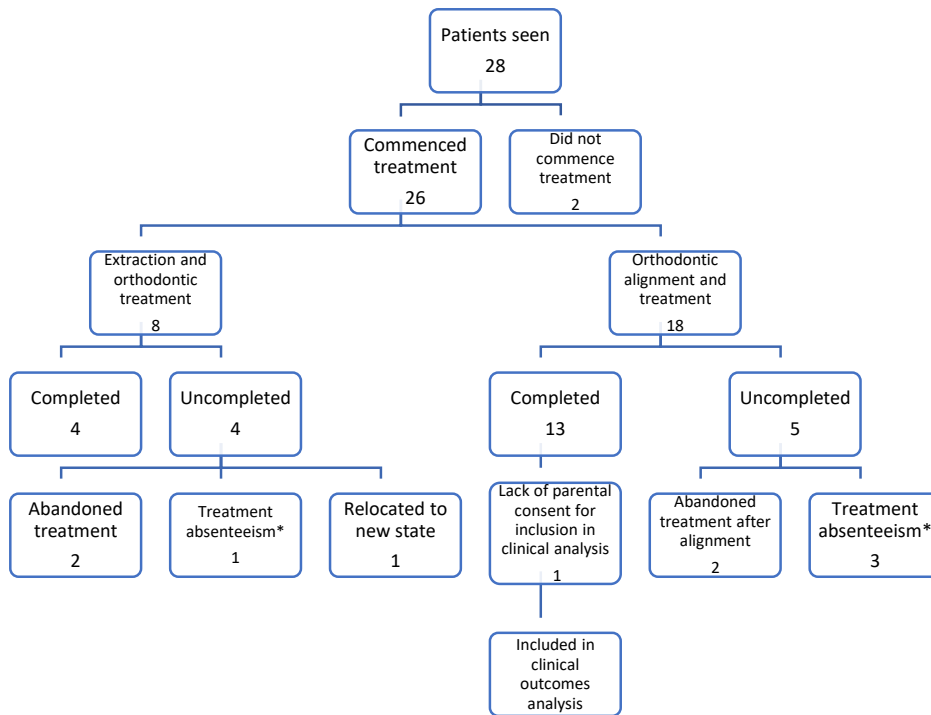 Patients seen
28
Commenced
treatment
26
Did not
commence
treatment
2
Extraction and
orthodontic
treatment
8
Orthodontic
alignment and
treatment
18
Completed
4
Uncompleted
4
Completed
13
Uncompleted
5
Abandoned
treatment
2
Treatment
absenteeism*
1
Relocated to
new state
1
Lack of parental
consent for
inclusion in
clinical analysis
1
Abandoned
treatment after
alignment
2
Treatment
absenteeism*
3
Included in
clinical
outcomes
analysis